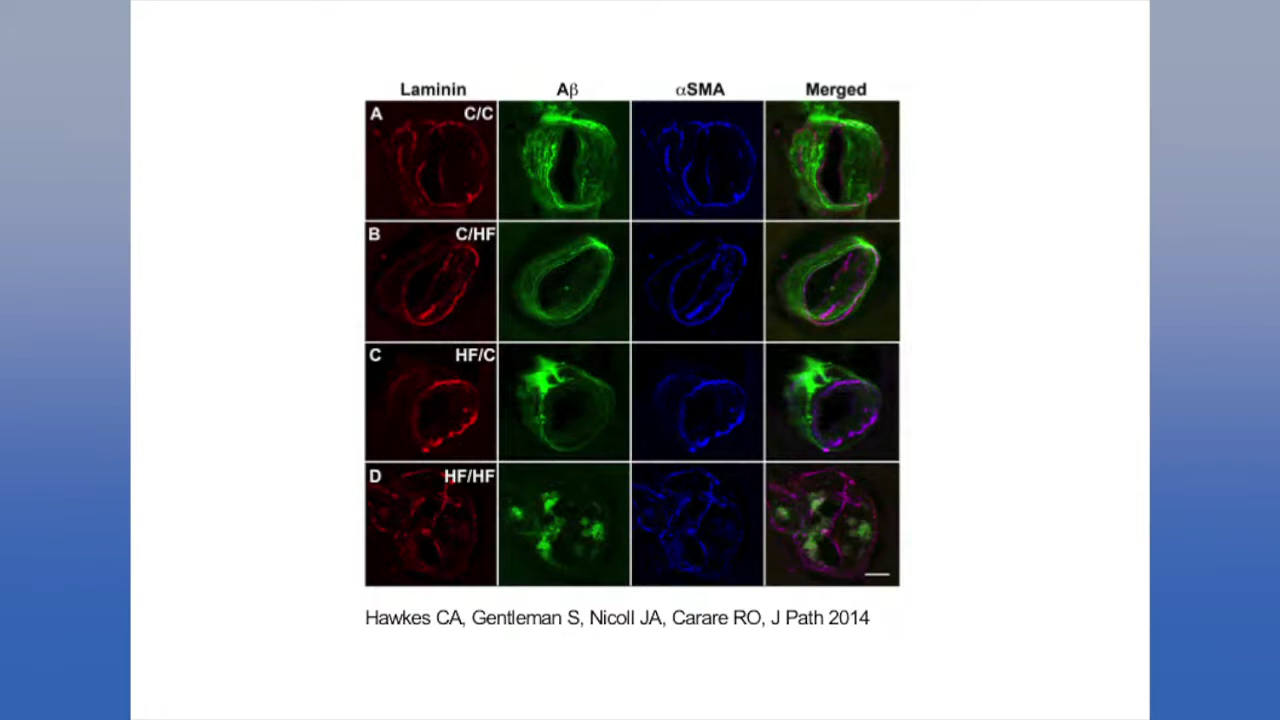 Laminin Aβ αSMA Merged
A C/C
B C/HF
C HF/C
D HF/HF
Hawkes CA, Gentleman S, Nicoll JA, Carare RO, J Path 2014